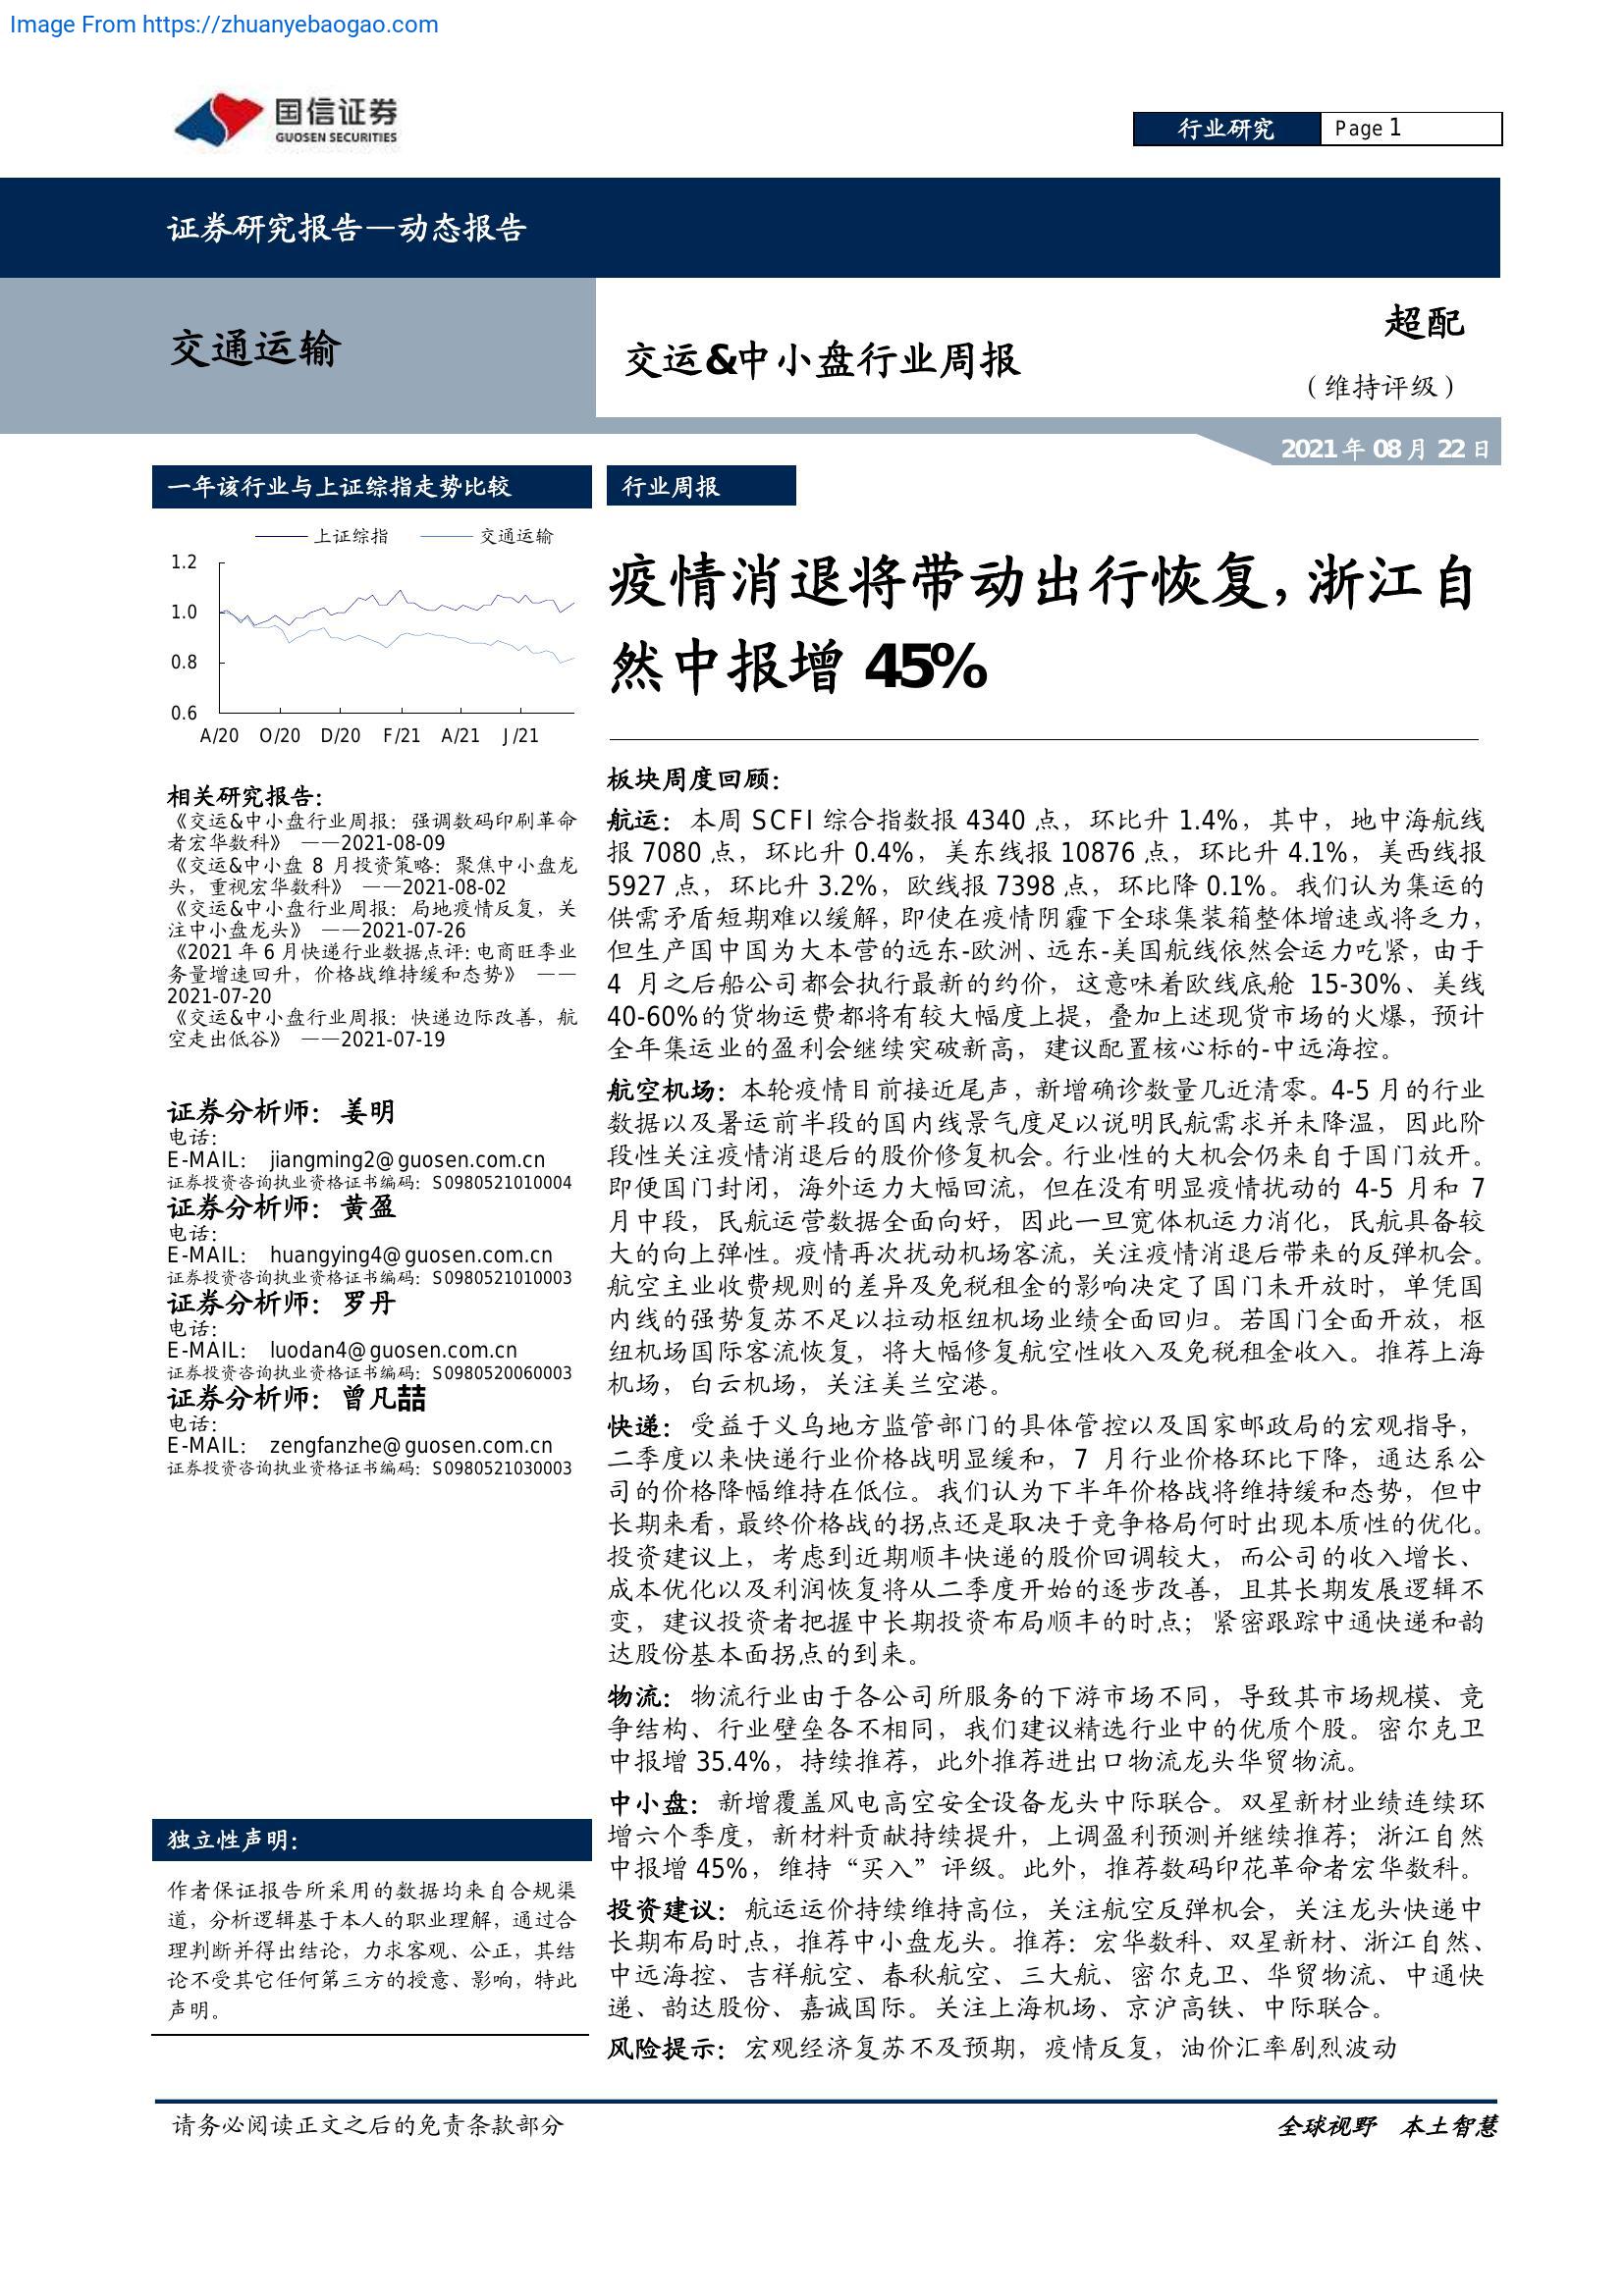 Image From https://zhuanyebaogao.com
国信证券
GUOSEN SECURITIES
行业研究
Page 1
证券研究报告—动态报告
交通运输
交运&中小盘行业周报
超配
（维持评级）
2021 年 08 月 22 日
一年该行业与上证综指走势比较
上证综指 交通运输
1.2
1.0
0.8
0.6
A/20 O/20 D/20 F/21 A/21 J/21
相关研究报告：
《交运&中小盘行业周报：强调数码印刷革命
者宏华数科》 ——2021-08-09
《交运&中小盘 8 月投资策略：聚焦中小盘龙
头，重视宏华数科》 ——2021-08-02
《交运&中小盘行业周报：局地疫情反复，关
注中小盘龙头》 ——2021-07-26
《2021 年 6 月快递行业数据点评：电商旺季业
务量增速回升，价格战维持缓和态势》 ——
2021-07-20
《交运&中小盘行业周报：快递边际改善，航
空走出低谷》 ——2021-07-19
证券分析师：姜明
电话：
E-MAIL： jiangming2@guosen.com.cn
证券投资咨询执业资格证书编码：S0980521010004
证券分析师：黄盈
电话：
E-MAIL： huangying4@guosen.com.cn
证券投资咨询执业资格证书编码：S0980521010003
证券分析师：罗丹
电话：
E-MAIL： luodan4@guosen.com.cn
证券投资咨询执业资格证书编码：S0980520060003
证券分析师：曾凡喆
电话：
E-MAIL： zengfanzhe@guosen.com.cn
证券投资咨询执业资格证书编码：S0980521030003
独立性声明：
作者保证报告所采用的数据均来自合规渠
道，分析逻辑基于本人的职业理解，通过合
理判断并得出结论，力求客观、公正，其结
论不受其它任何第三方的授意、影响，特此
声明。
行业周报
疫情消退将带动出行恢复，浙江自
然中报增 45%
板块周度回顾：
航运：本周 SCFI 综合指数报 4340 点，环比升 1.4%，其中，地中海航线
报 7080 点，环比升 0.4%，美东线报 10876 点，环比升 4.1%，美西线报
5927 点，环比升 3.2%，欧线报 7398 点，环比降 0.1%。我们认为集运的
供需矛盾短期难以缓解，即使在疫情阴霾下全球集装箱整体增速或将乏力，
但生产国中国为大本营的远东-欧洲、远东-美国航线依然会运力吃紧，由于
4 月之后船公司都会执行最新的约价，这意味着欧线底舱 15-30%、美线
40-60%的货物运费都将有较大幅度上提，叠加上述现货市场的火爆，预计
全年集运业的盈利会继续突破新高，建议配置核心标的-中远海控。
航空机场：本轮疫情目前接近尾声，新增确诊数量几近清零。4-5 月的行业
数据以及暑运前半段的国内线景气度足以说明民航需求并未降温，因此阶
段性关注疫情消退后的股价修复机会。行业性的大机会仍来自于国门放开。
即便国门封闭，海外运力大幅回流，但在没有明显疫情扰动的 4-5 月和 7
月中段，民航运营数据全面向好，因此一旦宽体机运力消化，民航具备较
大的向上弹性。疫情再次扰动机场客流，关注疫情消退后带来的反弹机会。
航空主业收费规则的差异及免税租金的影响决定了国门未开放时，单凭国
内线的强势复苏不足以拉动枢纽机场业绩全面回归。若国门全面开放，枢
纽机场国际客流恢复，将大幅修复航空性收入及免税租金收入。推荐上海
机场，白云机场，关注美兰空港。
快递：受益于义乌地方监管部门的具体管控以及国家邮政局的宏观指导，
二季度以来快递行业价格战明显缓和，7 月行业价格环比下降，通达系公
司的价格降幅维持在低位。我们认为下半年价格战将维持缓和态势，但中
长期来看，最终价格战的拐点还是取决于竞争格局何时出现本质性的优化。
投资建议上，考虑到近期顺丰快递的股价回调较大，而公司的收入增长、
成本优化以及利润恢复将从二季度开始的逐步改善，且其长期发展逻辑不
变，建议投资者把握中长期投资布局顺丰的时点；紧密跟踪中通快递和韵
达股份基本面拐点的到来。
物流：物流行业由于各公司所服务的下游市场不同，导致其市场规模、竞
争结构、行业壁垒各不相同，我们建议精选行业中的优质个股。密尔克卫
中报增 35.4%，持续推荐，此外推荐进出口物流龙头华贸物流。
中小盘：新增覆盖风电高空安全设备龙头中际联合。双星新材业绩连续环
增六个季度，新材料贡献持续提升，上调盈利预测并继续推荐；浙江自然
中报增 45%，维持“买入”评级。此外，推荐数码印花革命者宏华数科。
投资建议：航运运价持续维持高位，关注航空反弹机会，关注龙头快递中
长期布局时点，推荐中小盘龙头。推荐：宏华数科、双星新材、浙江自然、
中远海控、吉祥航空、春秋航空、三大航、密尔克卫、华贸物流、中通快
递、韵达股份、嘉诚国际。关注上海机场、京沪高铁、中际联合。
风险提示：宏观经济复苏不及预期，疫情反复，油价汇率剧烈波动
请务必阅读正文之后的免责条款部分
全球视野 本土智慧